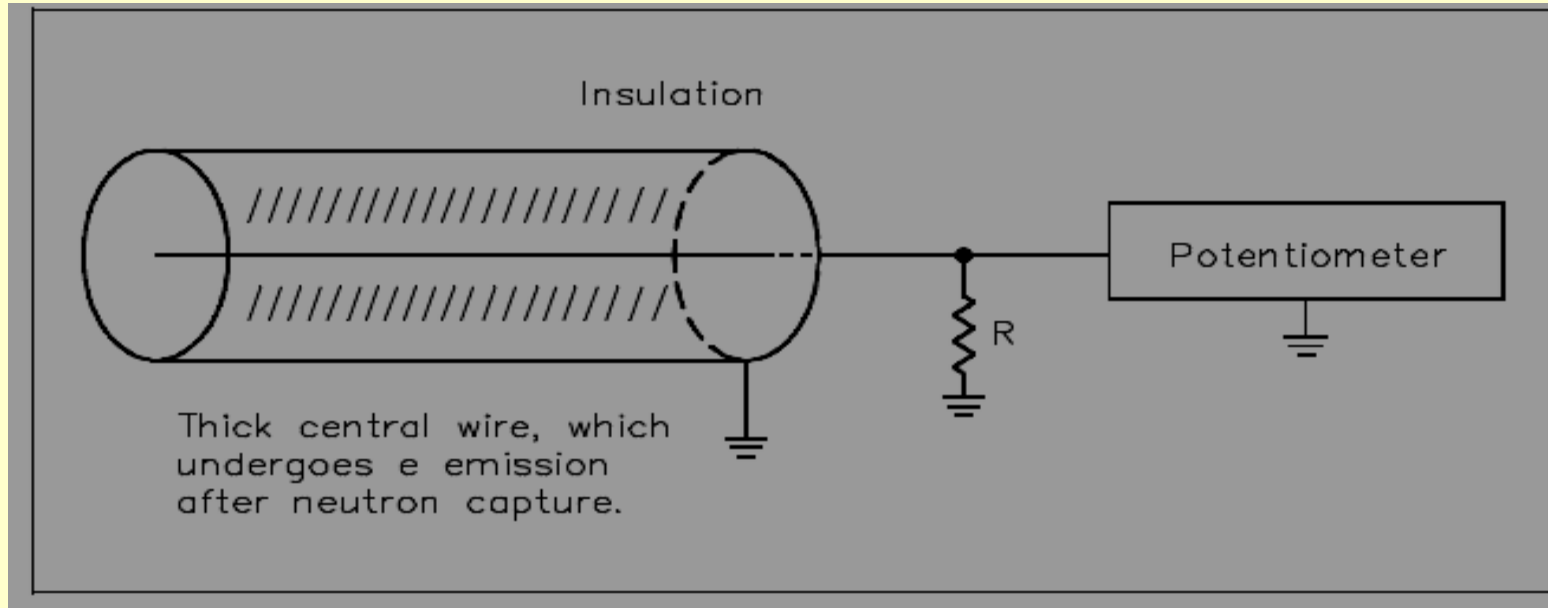 Insulation
Potentiometer
R
Thick central wire, which
undergoes e emission
after neutron capture.